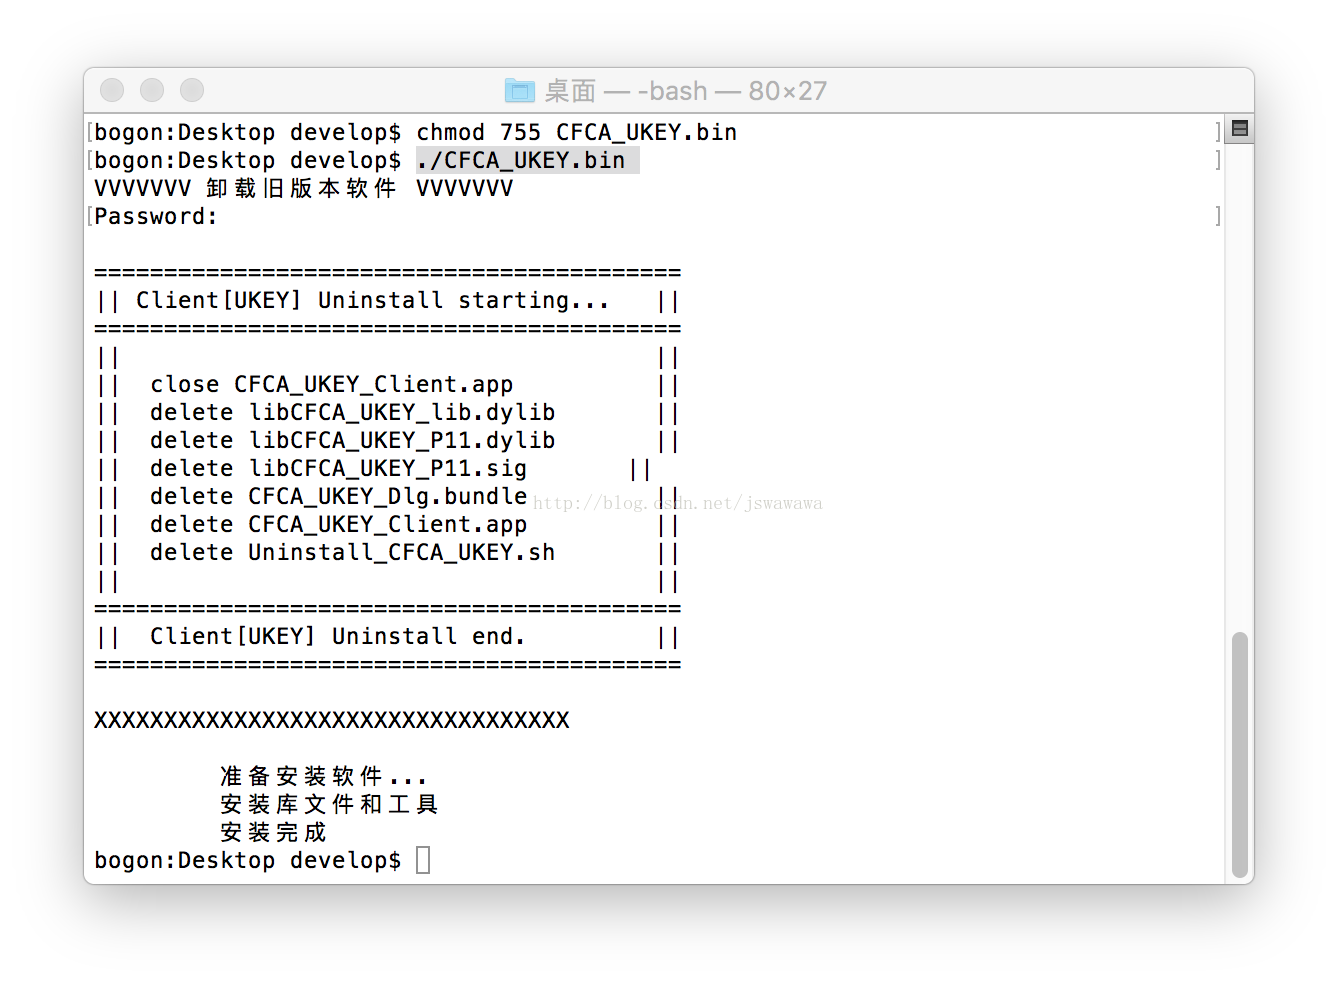 桌面 — -bash — 80×27
bogon:Desktop develop$ chmod 755 CFCA_UKEY.bin
bogon:Desktop develop$ ./CFCA_UKEY.bin
VVVVVVV 卸载旧版本软件 VVVVVVV
Password:
==========================================
|| Client[UKEY] Uninstall starting...   ||
==========================================
||                                      ||
||  close CFCA_UKEY_Client.app          ||
||  delete libCFCA_UKEY_lib.dylib       ||
||  delete libCFCA_UKEY_P11.dylib       ||
||  delete libCFCA_UKEY_P11.sig       ||
||  delete CFCA_UKEY_Dlg.bundle         ||
http://blog.csdn.net/jswawawa
||  delete CFCA_UKEY_Client.app         ||
||  delete Uninstall_CFCA_UKEY.sh       ||
||                                      ||
==========================================
||  Client[UKEY] Uninstall end.         ||
==========================================
XXXXXXXXXXXXXXXXXXXXXXXXXXXXXXXXXX
准备安装软件...
安装库文件和工具
安装完成
bogon:Desktop develop$